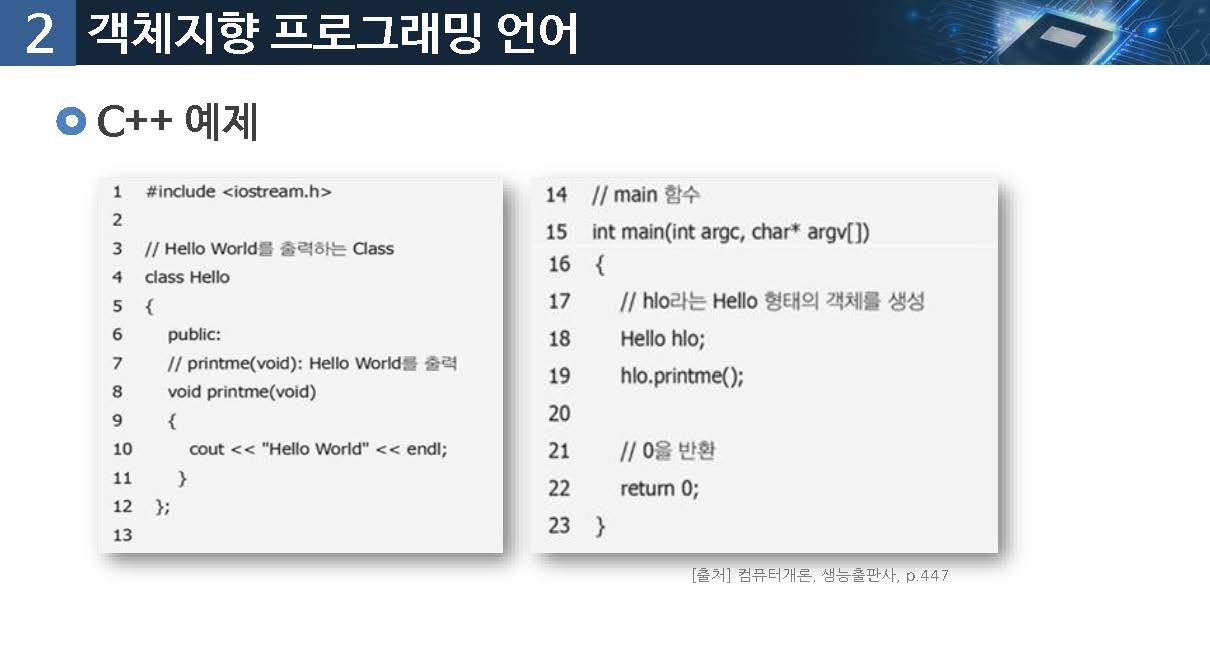 2 객체지향 프로그래밍 언어
C++ 예제
1 #include <iostream.h>
2
3 // Hello World를 출력하는 Class
4 class Hello
5 {
6 public:
7 // printme(void): Hello World를 출력
8 void printme(void)
9 {
10 cout << "Hello World" << endl;
11 }
12 };
13
14 // main 함수
15 int main(int argc, char* argv[])
16 {
17 // hlo라는 Hello 형태의 객체를 생성
18 Hello hlo;
19 hlo.printme();
20
21 // 0을 반환
22 return 0;
23 }
[출처] 컴퓨터개론, 생능출판사, p.447